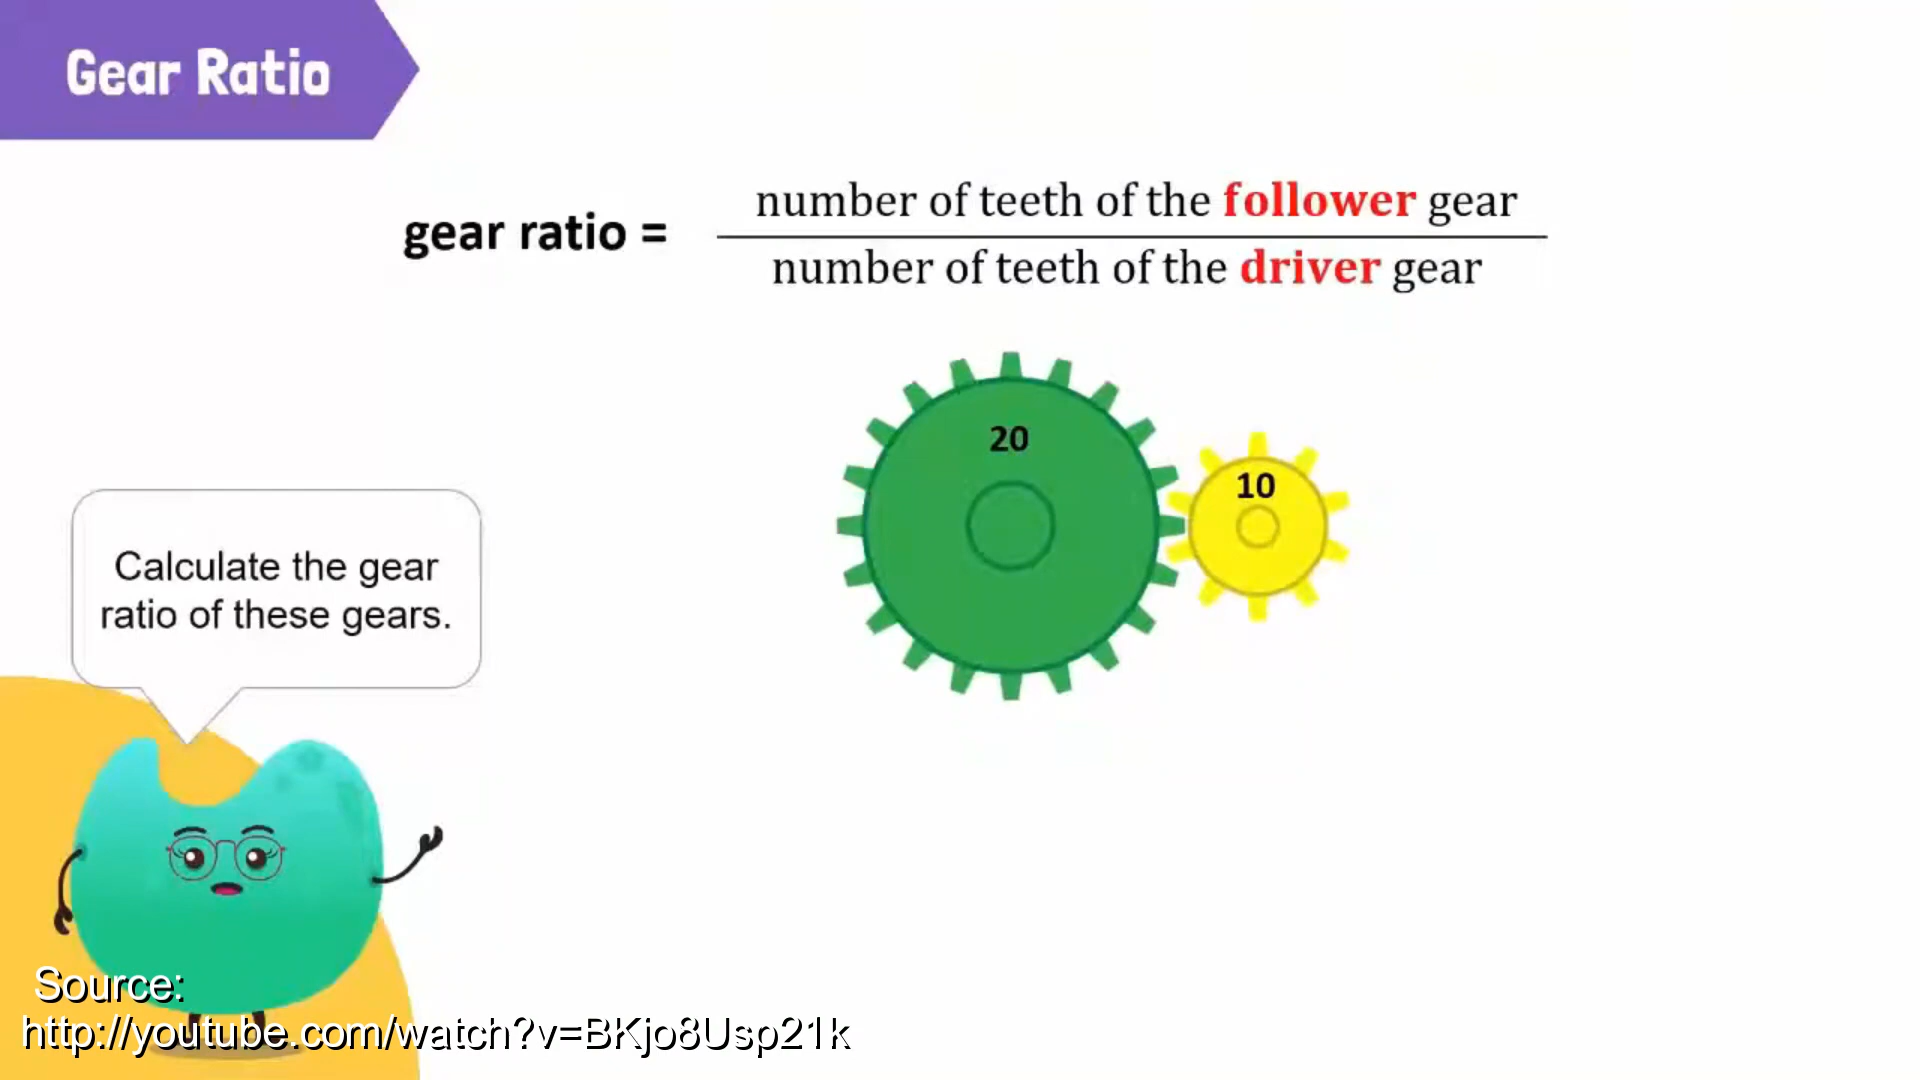 Gear Ratio
gear ratio =
number of teeth of the follower gear
number of teeth of the driver gear
20
10
Calculate the gear
ratio of these gears.
Source:
http://youtube.com/watch?v=BKjo8Usp21k